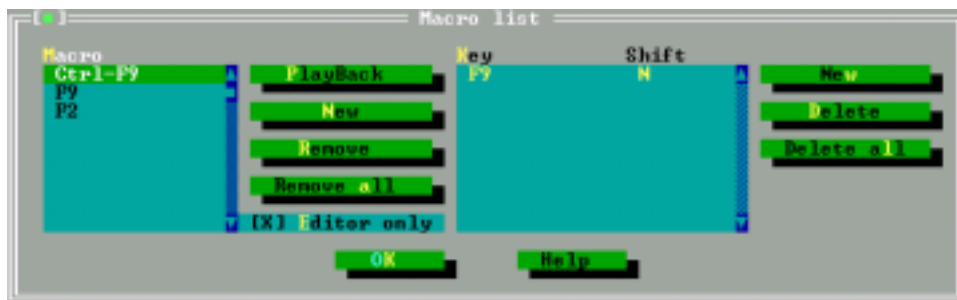 [■] Macro list
Macro Key Shift
Ctrl-F9 PlayBack F9 N New
F9
F2 New Delete
Remove Delete all
Remove all
[X] Editor only
OK Help